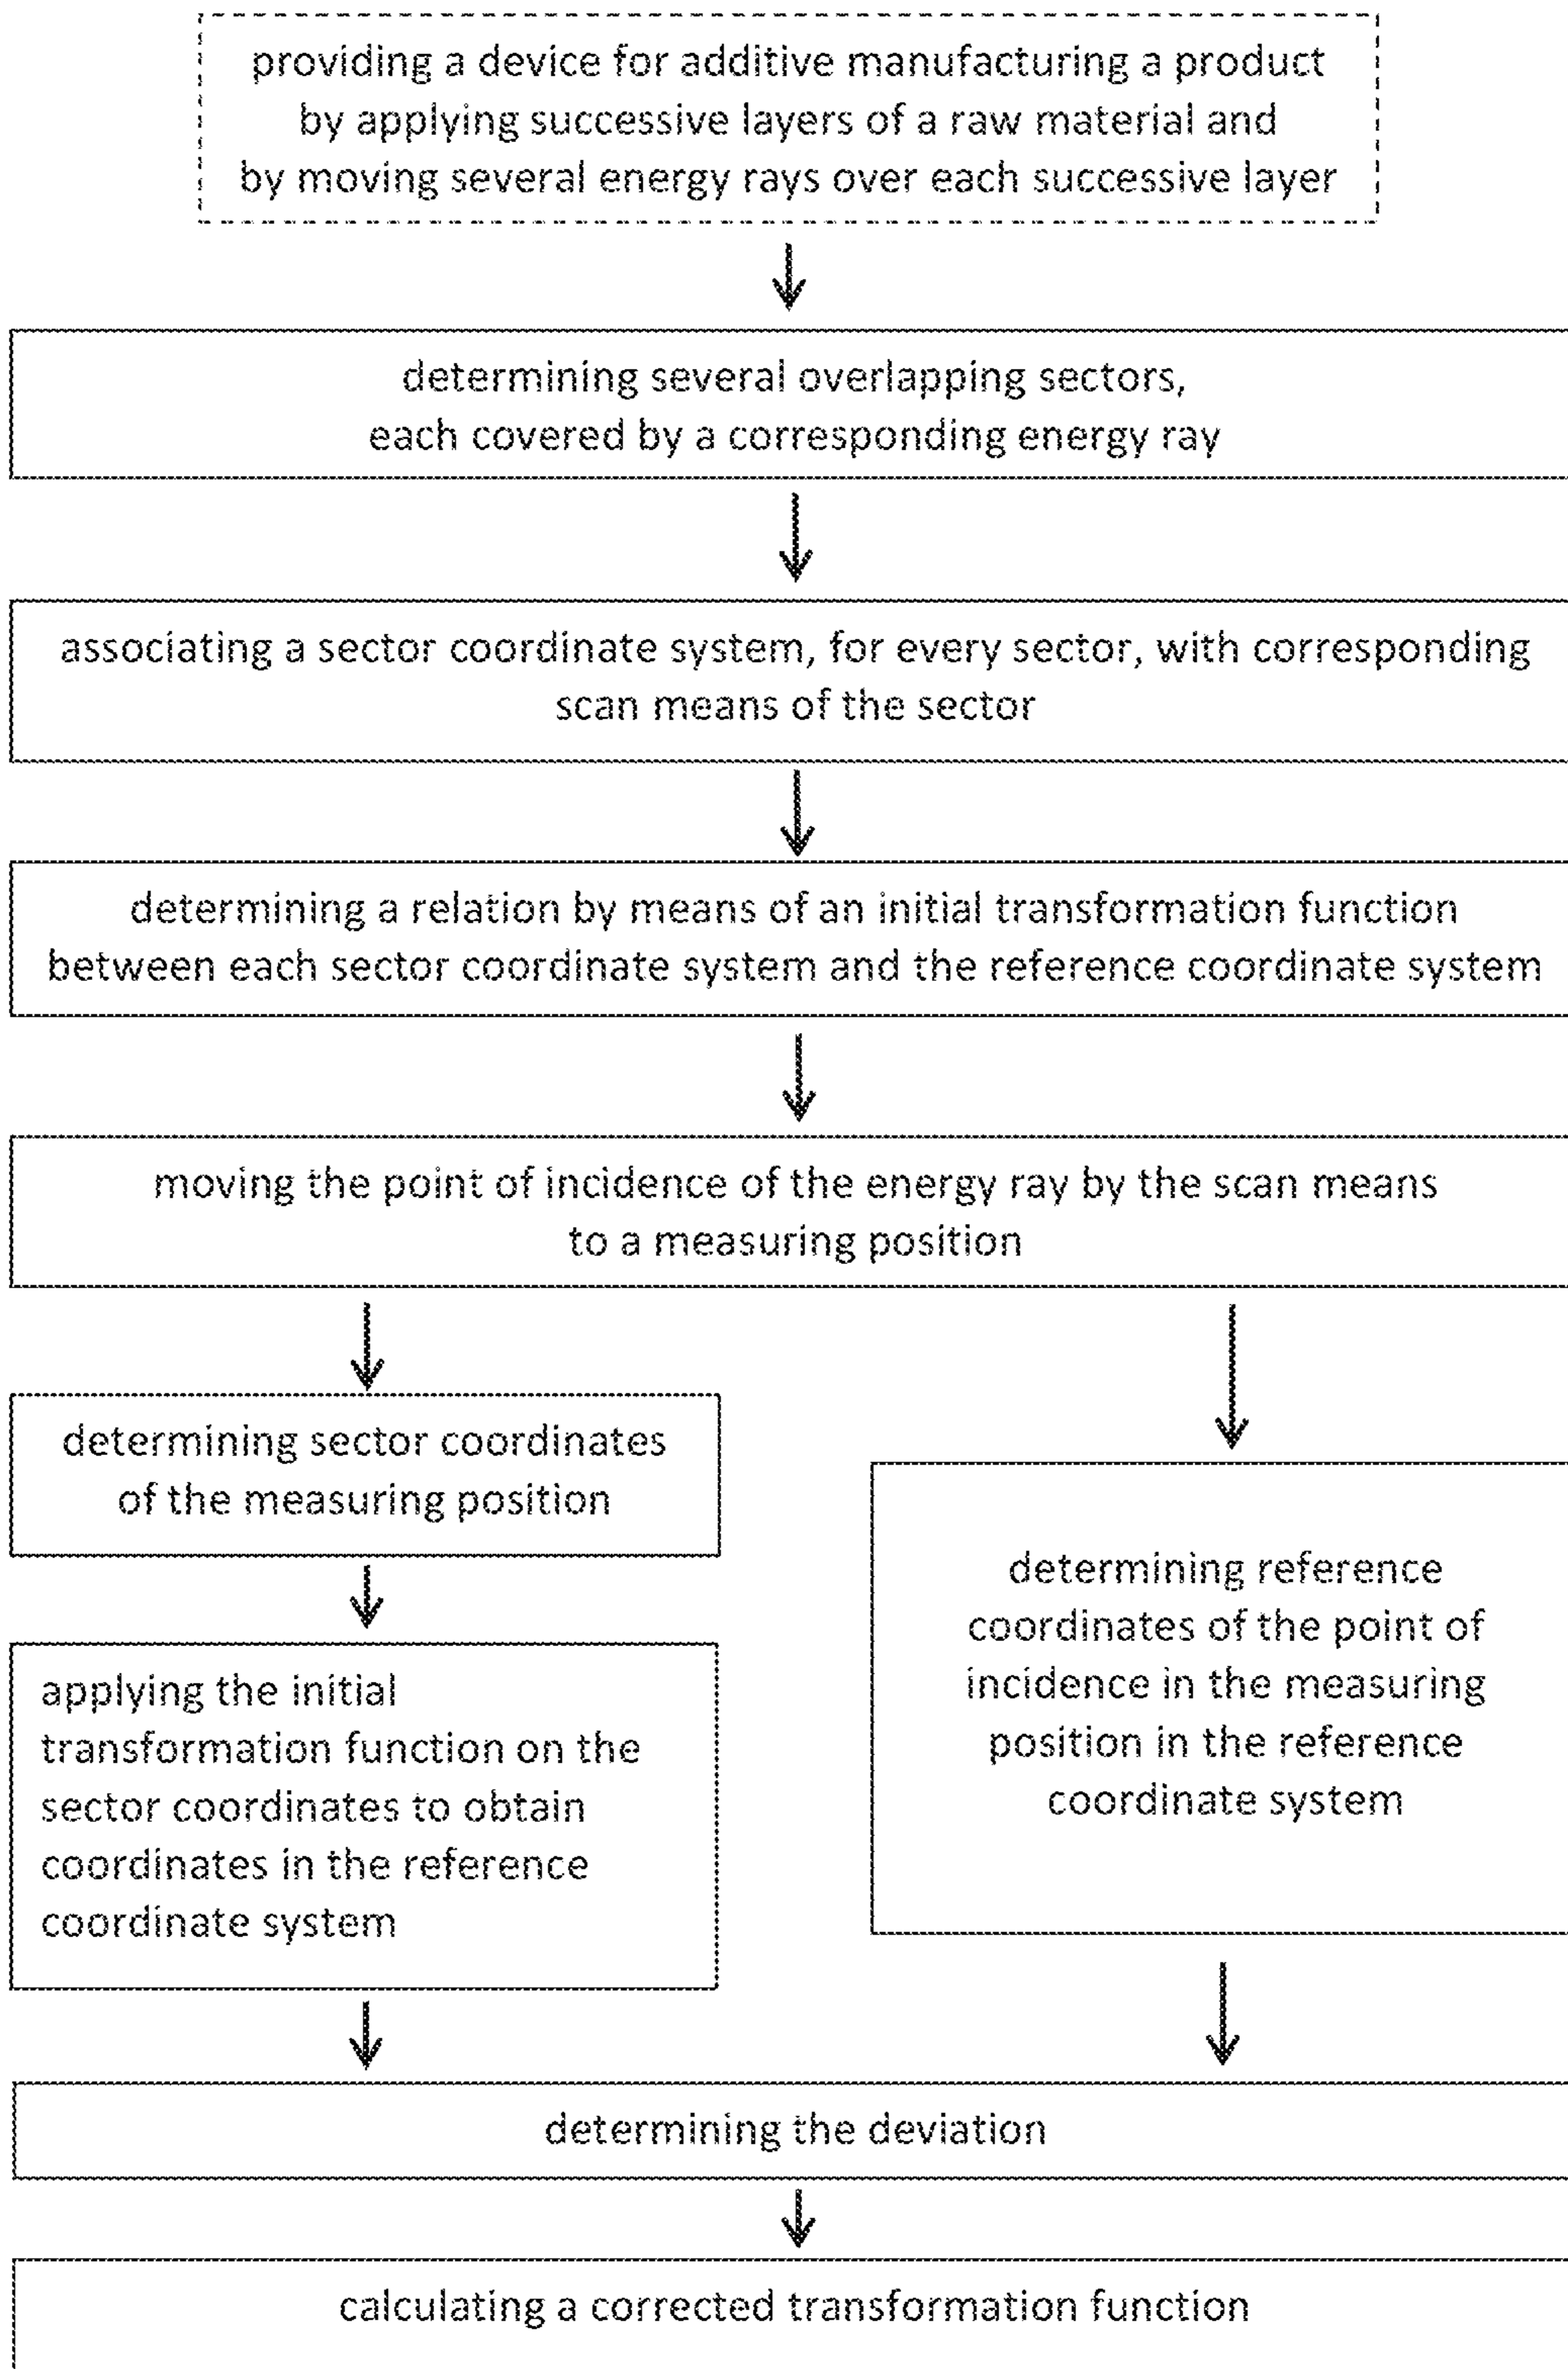 providing a device for additive manufacturing a product
by applying successive layers of a raw material and
by moving several energy rays over each successive layer
determining several overlapping sectors,
each covered by a corresponding energy ray
associating a sector coordinate system, for every sector, with corresponding
scan means of the sector
determining a relation by means of an initial transformation function
between each sector coordinate system and the reference coordinate system
moving the point of incidence of the energy ray by the scan means
to a measuring position
determining sector coordinates
of the measuring position
applying the initial
transformation function on the
sector coordinates to obtain
coordinates in the reference
coordinate system
determining reference
coordinates of the point of
incidence in the measuring
position in the reference
coordinate system
determining the deviation
calculating a corrected transformation function